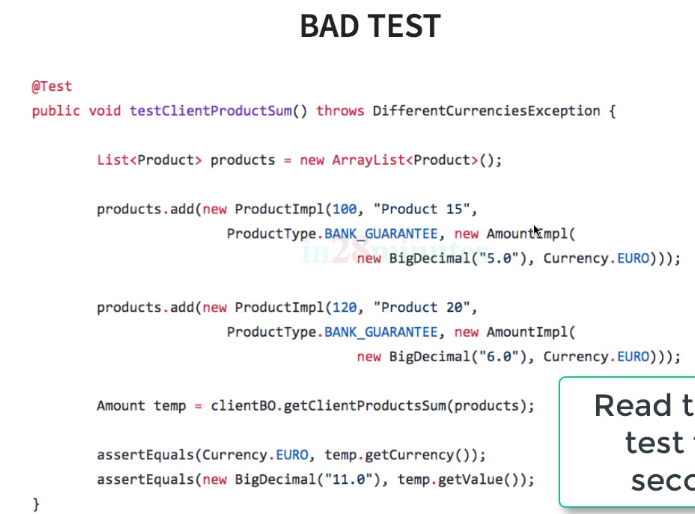 BAD TEST
@Test
public void testClientProductSum() throws DifferentCurrenciesException {
List<Product> products = new ArrayList<Product>();
products.add(new ProductImpl(100, "Product 15",
ProductType.BANK_GUARANTEE, new AmountImpl(
in28minutes
new BigDecimal("5.0"), Currency.EURO)));
products.add(new ProductImpl(120, "Product 20",
ProductType.BANK_GUARANTEE, new AmountImpl(
new BigDecimal("6.0"), Currency.EURO)));
Amount temp = clientBO.getClientProductsSum(products);
Read t
assertEquals(Currency.EURO, temp.getCurrency());
test
assertEquals(new BigDecimal("11.0"), temp.getValue());
seco
}